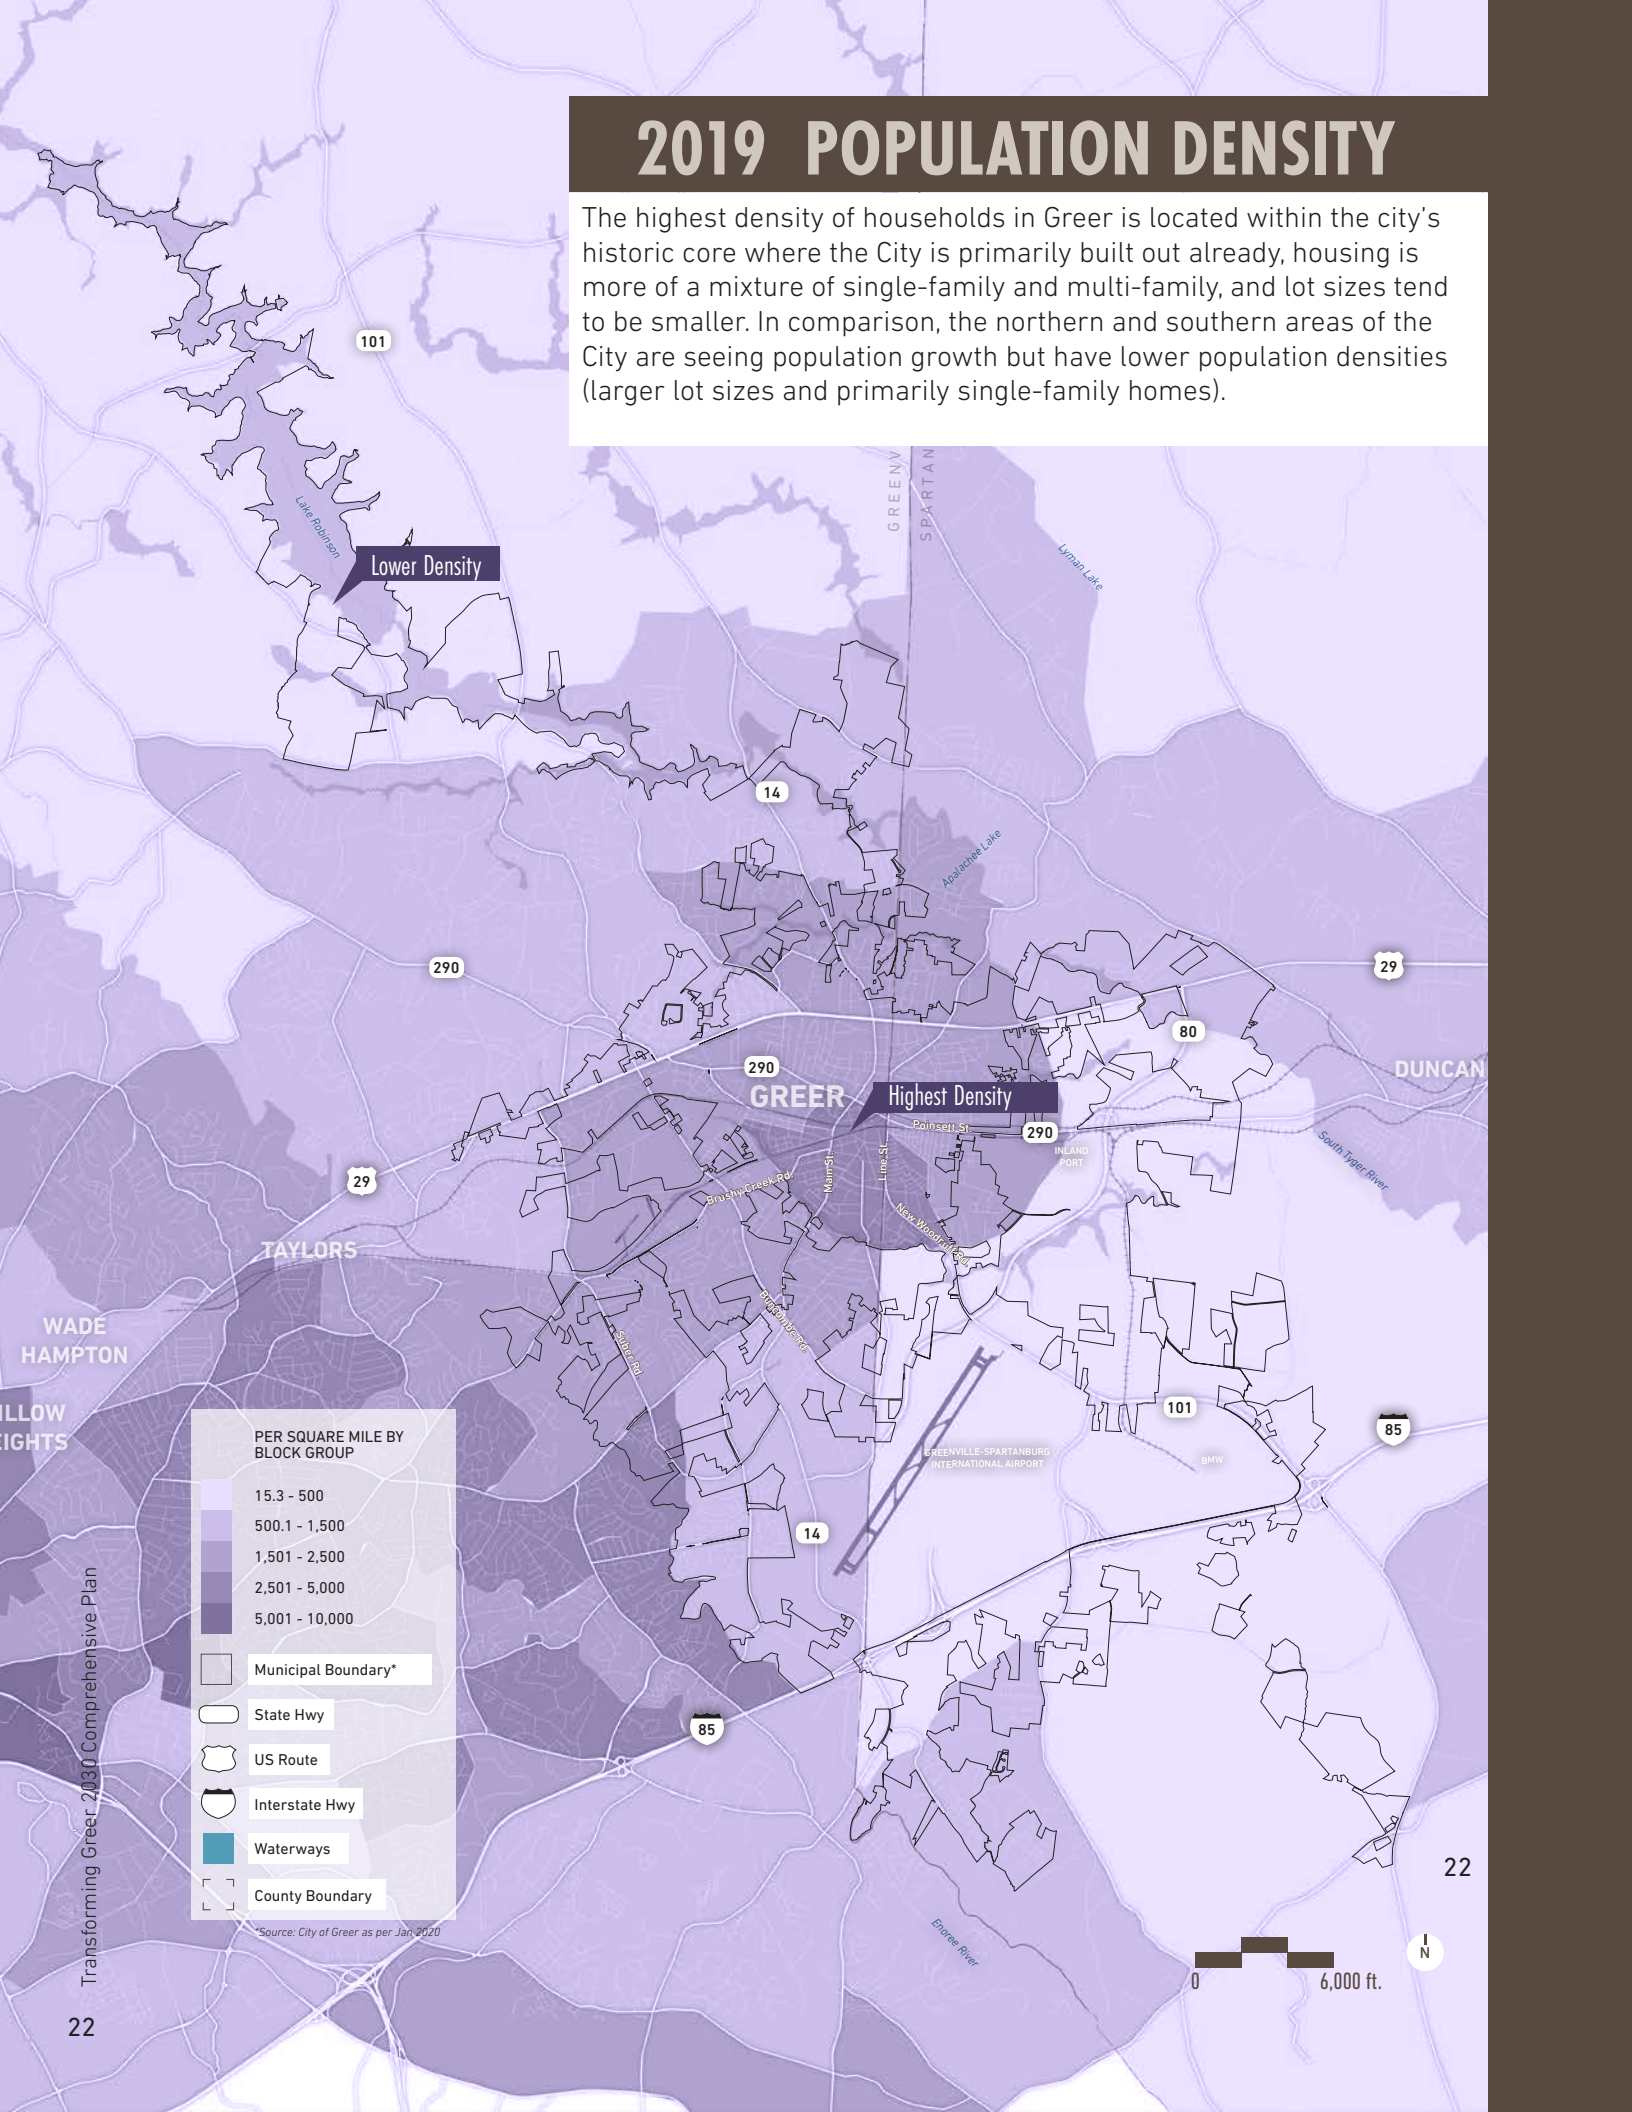 2019 POPULATION DENSITY
The highest density of households in Greer is located within the city's
historic core where the City is primarily built out already, housing is
more of a mixture of single-family and multi-family, and lot sizes tend
to be smaller. In comparison, the northern and southern areas of the
City are seeing population growth but have lower population densities
(larger lot sizes and primarily single-family homes).
101
GREENV
SPARTAN
Lake Robinson
Lower Density
Lyman Lake
14
Apalachee Lake
290
29
80
290
DUNCAN
GREER
Highest Density
Poinsett St.
290
INLAND
PORT
South Tyger River
29
Brushy Creek Rd.
Main St.
Line St.
New Woodruff Rd.
TAYLORS
WADE
HAMPTON
Buncombe Rd.
Suber Rd.
ILLOW
EIGHTS
101
85
GREENVILLE-SPARTANBURG
INTERNATIONAL AIRPORT
BMW
14
85
PER SQUARE MILE BY
BLOCK GROUP
15.3 - 500
500.1 - 1,500
1,501 - 2,500
2,501 - 5,000
5,001 - 10,000
Municipal Boundary*
State Hwy
US Route
Interstate Hwy
Waterways
County Boundary
*Source: City of Greer as per Jan 2020
Enoree River
22
0 6,000 ft.
N
Transforming Greer 2030 Comprehensive Plan
22